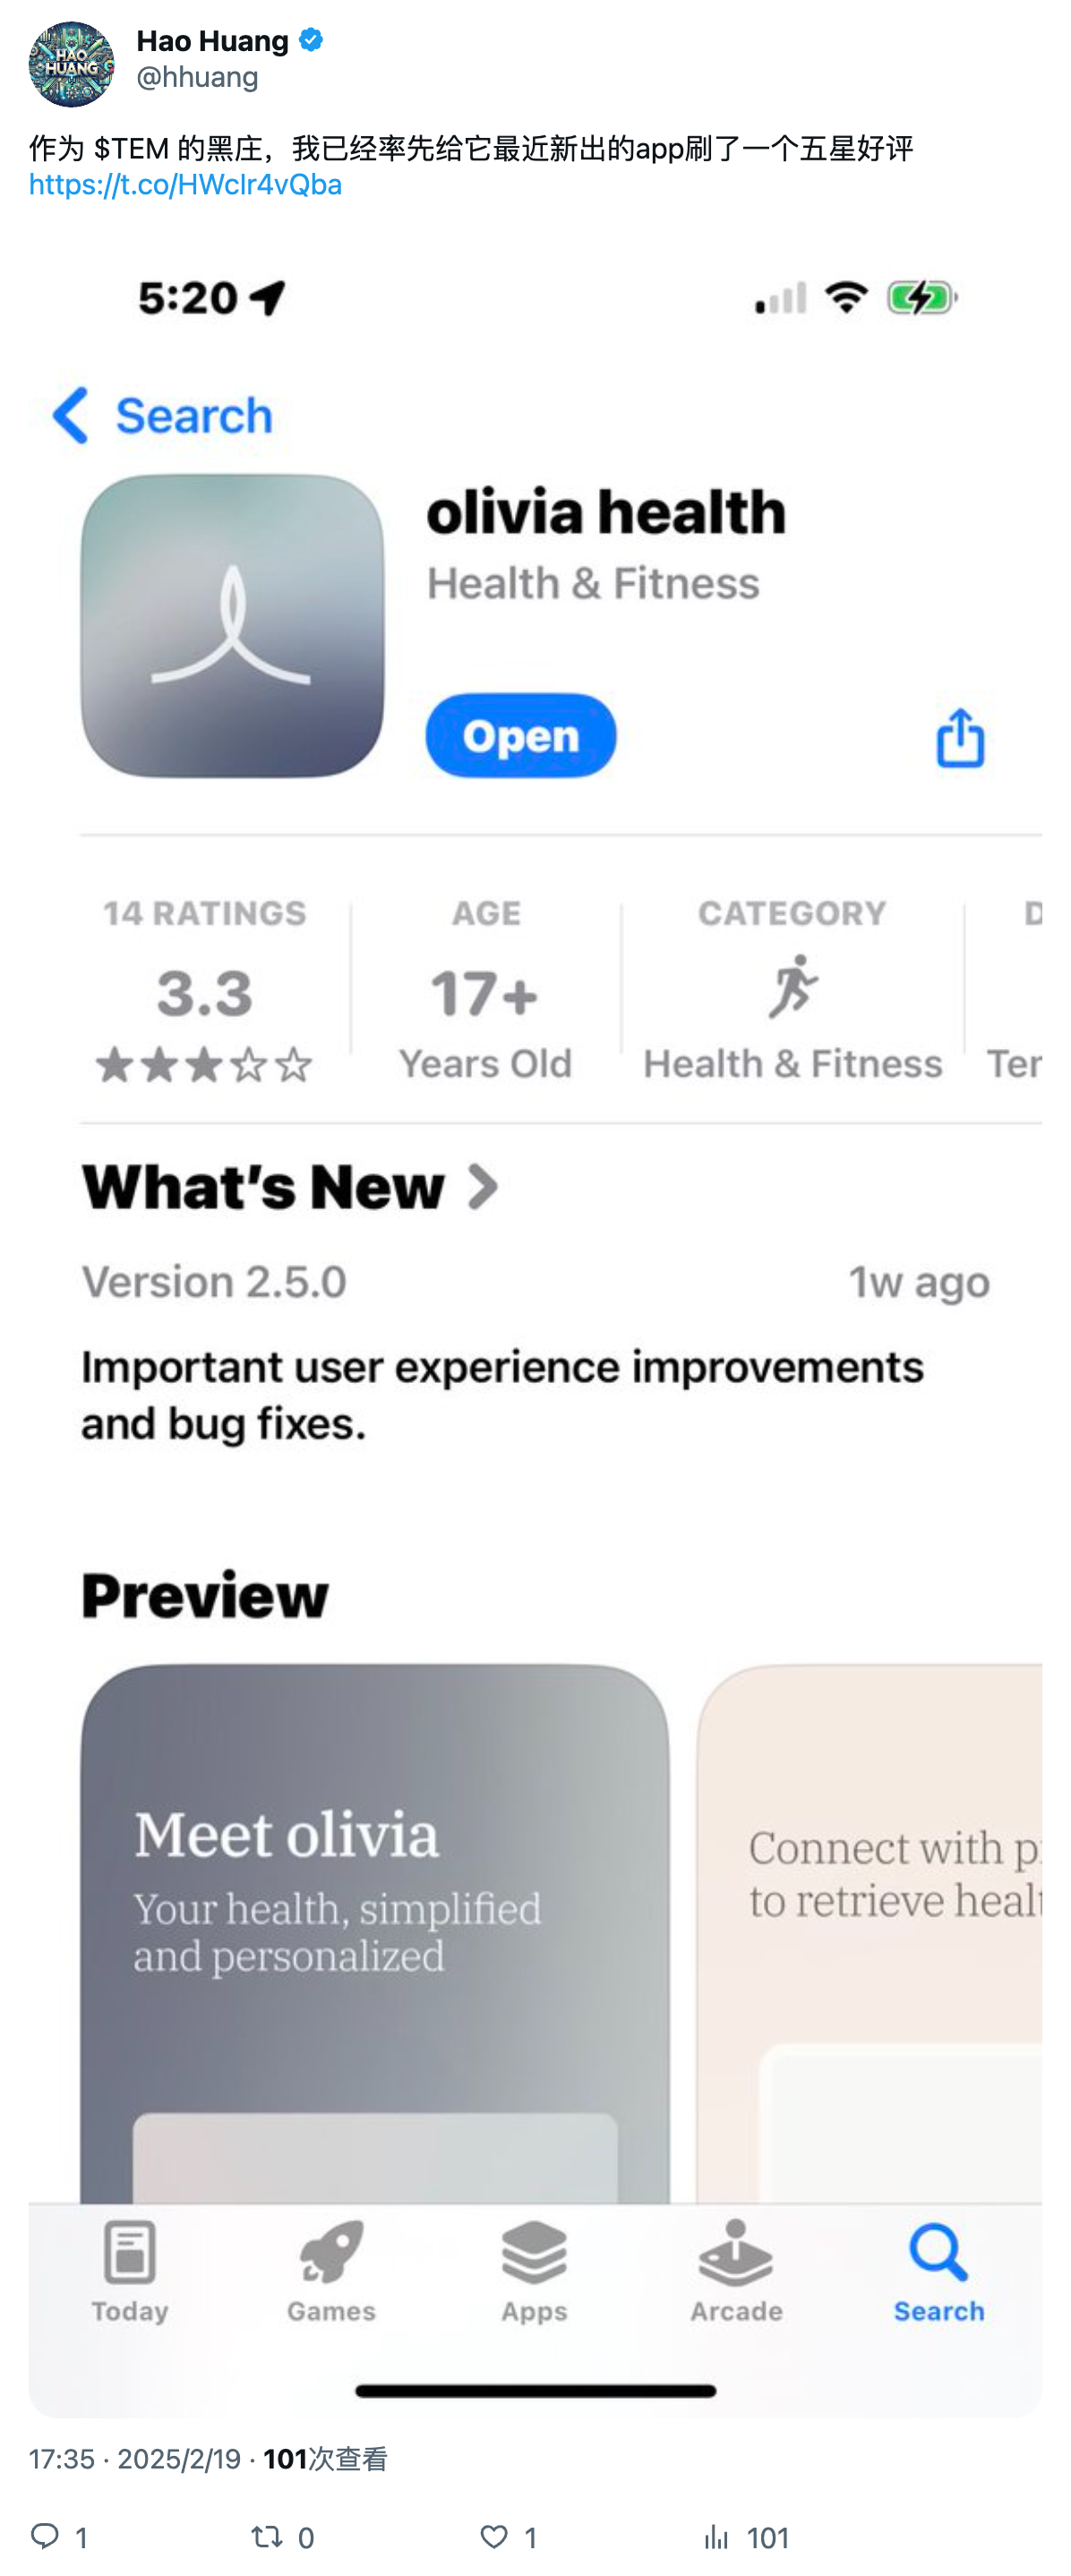 HAO
HUANG
Hao Huang
@hhuang
作为 $TEM 的黑庄，我已经率先给它最近新出的app刷了一个五星好评
https://t.co/HWclr4vQba
5:20
Search
olivia health
Health & Fitness
Open
14 RATINGS
AGE
CATEGORY
D
3.3
17+
Years Old
Health & Fitness
Ter
What's New
Version 2.5.0
1w ago
Important user experience improvements
and bug fixes.
Preview
Meet olivia
Your health, simplified
and personalized
Connect with p
to retrieve healt
Today
Games
Apps
Arcade
Search
17:35 · 2025/2/19 · 101次查看
1
0
1
101